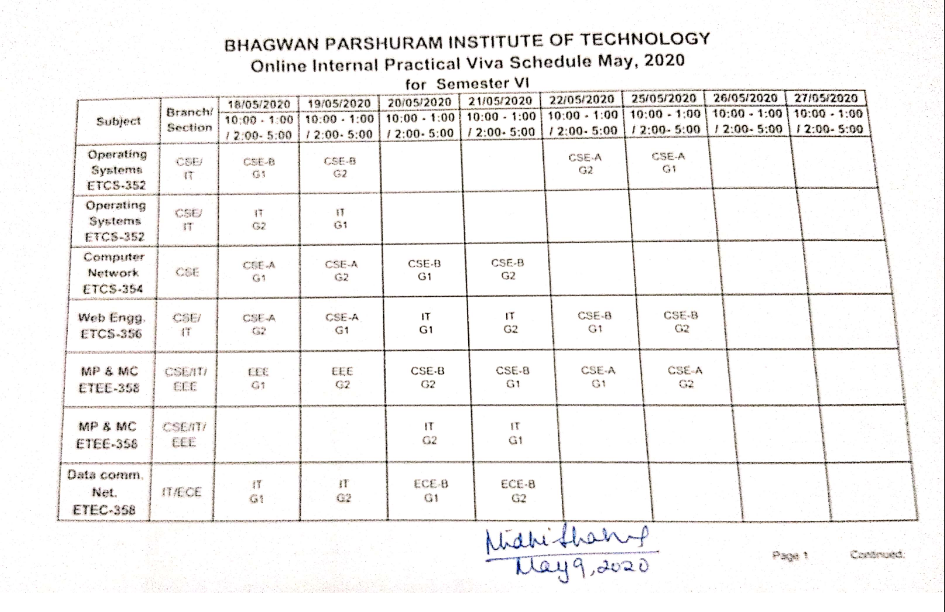 BHAGWAN PARSHURAM INSTITUTE OF TECHNOLOGY
Online Internal Practical Viva Schedule May, 2020
for Semester VI
Subject Branch/ Section 18/05/2020 19/05/2020 20/05/2020 21/05/2020 22/05/2020 25/05/2020 26/05/2020 27/05/2020
10:00 - 1:00 10:00 - 1:00 10:00 - 1:00 10:00 - 1:00 10:00 - 1:00 10:00 - 1:00 10:00 - 1:00 10:00 - 1:00
/ 2:00- 5:00 / 2:00- 5:00 / 2:00- 5:00 / 2:00- 5:00 / 2:00- 5:00 / 2:00- 5:00 / 2:00- 5:00 / 2:00- 5:00
Operating
Systems CSE/ CSE-B CSE-B CSE-A CSE-A
ETCS-352 IT G1 G2 G2 G1
Operating
Systems CSE/ IT IT
ETCS-352 IT G2 G1
Computer
Network CSE CSE-A CSE-A CSE-B CSE-B
ETCS-354 G1 G2 G1 G2
Web Engg. CSE/ CSE-A CSE-A IT IT CSE-B CSE-B
ETCS-356 IT G2 G1 G1 G2 G1 G2
MP & MC CSE/IT/ EEE EEE CSE-B CSE-B CSE-A CSE-A
ETEE-358 EEE G1 G2 G2 G1 G1 G2
MP & MC CSE/IT/ IT IT
ETEE-358 EEE G2 G1
Data comm.
Net. IT/ECE IT IT ECE-B ECE-B
ETEC-358 G1 G2 G1 G2
Nidhi
May 9, 2020
Page 1 Continued: